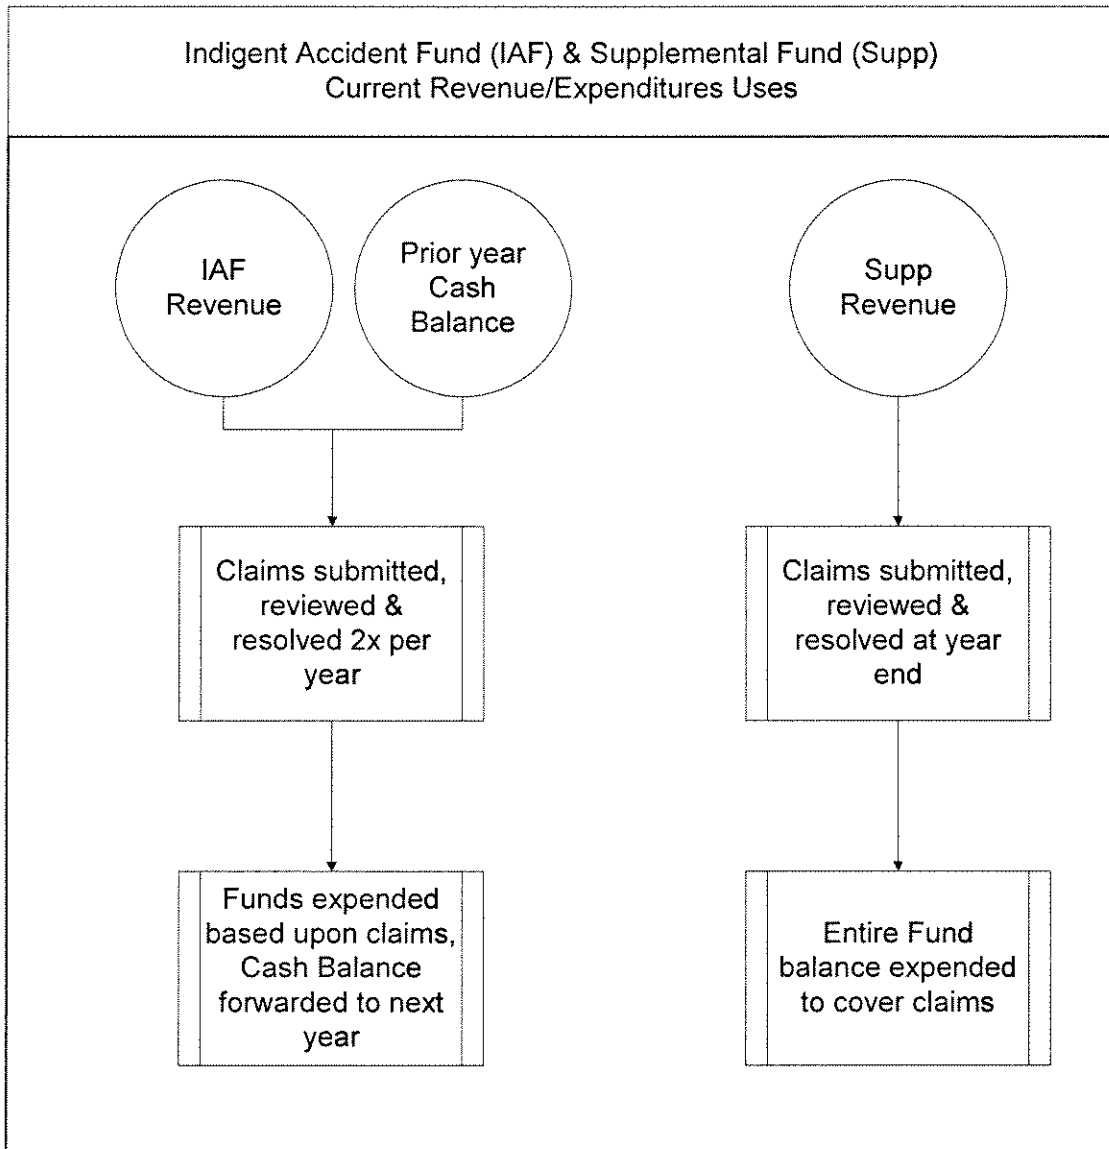 Indigent Accident Fund (IAF) & Supplemental Fund (Supp)
Current Revenue/Expenditures Uses
IAF
Revenue
Prior year
Cash
Balance
Supp
Revenue
Claims submitted,
reviewed &
resolved 2x per
year
Claims submitted,
reviewed &
resolved at year
end
Funds expended
based upon claims,
Cash Balance
forwarded to next
year
Entire Fund
balance expended
to cover claims